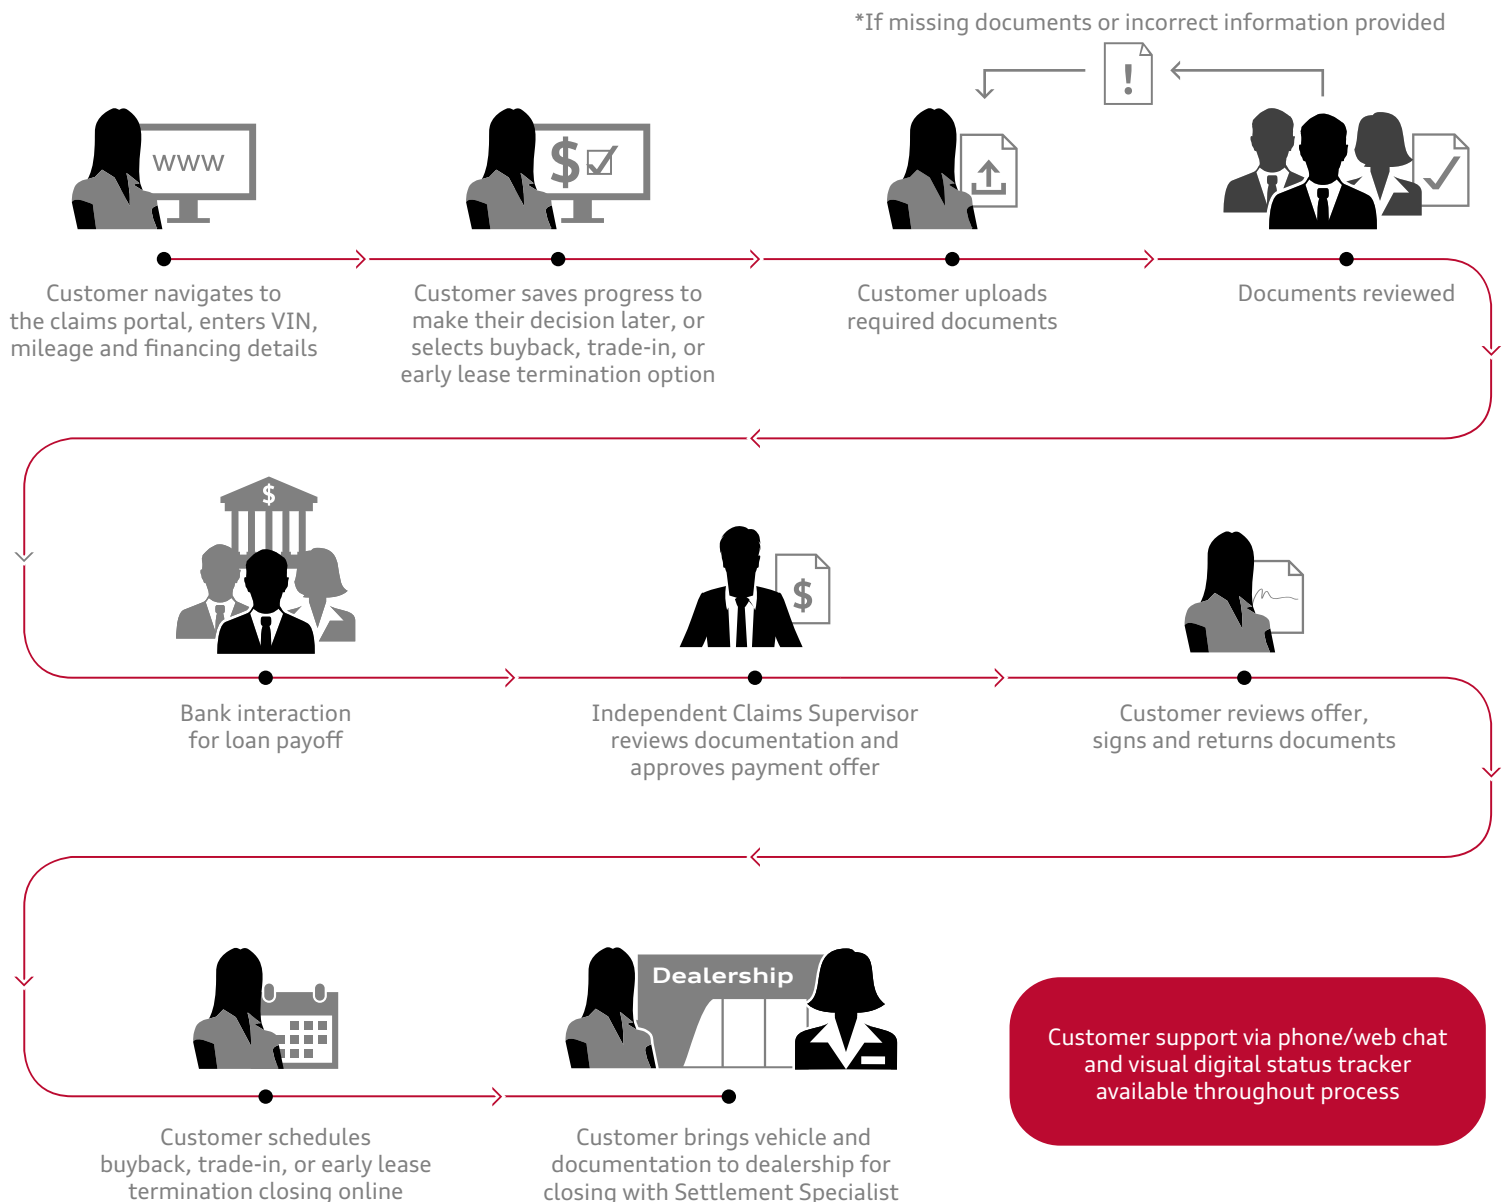 *If missing documents or incorrect information provided
!
www
$
Customer navigates to
the claims portal, enters VIN,
mileage and financing details
Customer saves progress to
make their decision later, or
selects buyback, trade-in, or
early lease termination option
Customer uploads
required documents
Documents reviewed
$
$
Bank interaction
for loan payoff
Independent Claims Supervisor
reviews documentation and
approves payment offer
Customer reviews offer,
signs and returns documents
Dealership
Customer schedules
buyback, trade-in, or early lease
termination closing online
Customer brings vehicle and
documentation to dealership for
closing with Settlement Specialist
Customer support via phone/web chat
and visual digital status tracker
available throughout process